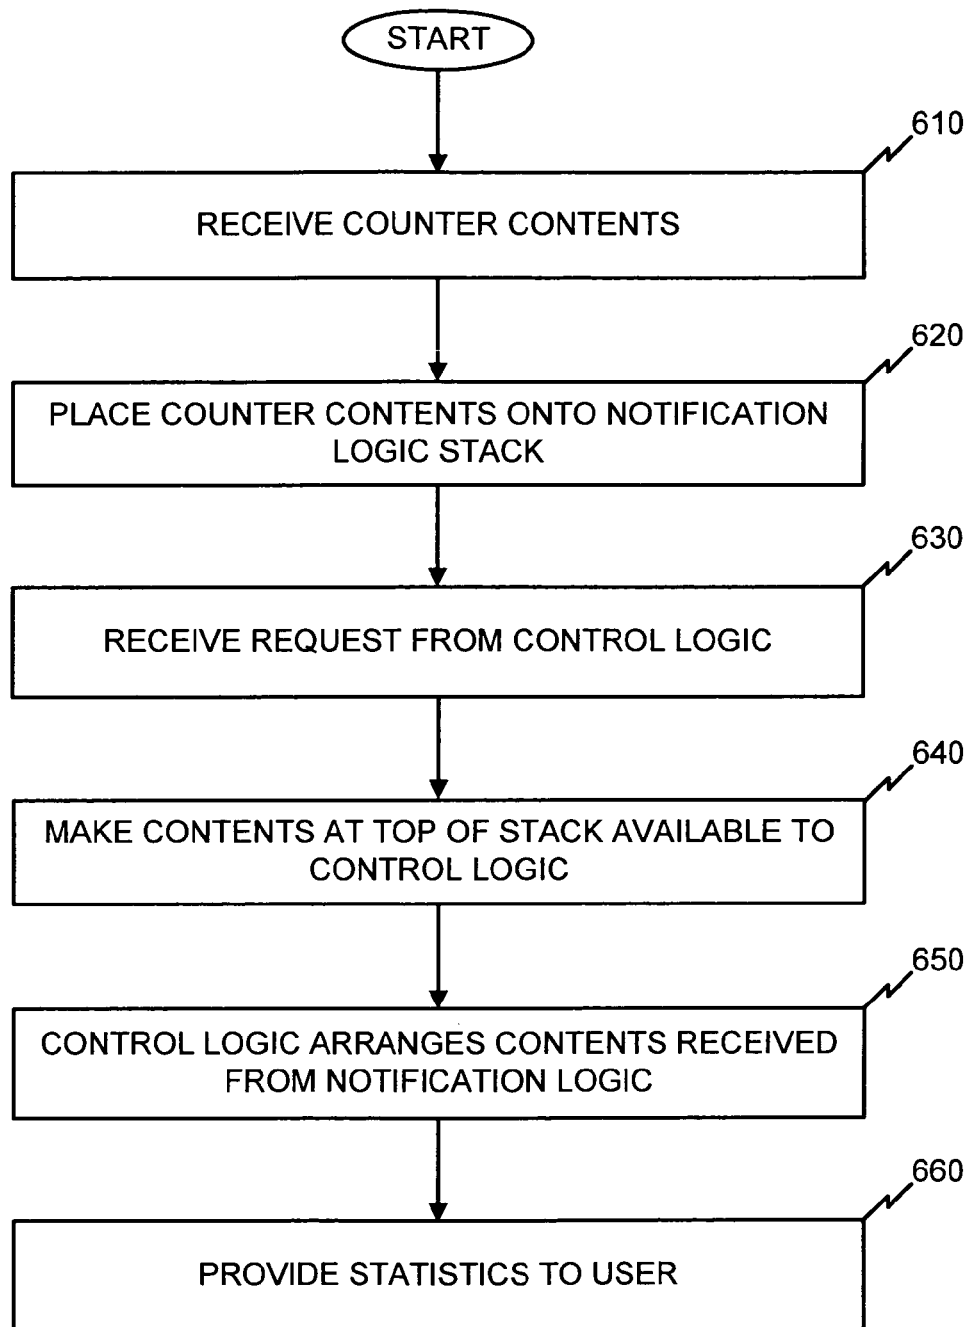 START
610
RECEIVE COUNTER CONTENTS
620
PLACE COUNTER CONTENTS ONTO NOTIFICATION
LOGIC STACK
630
RECEIVE REQUEST FROM CONTROL LOGIC
640
MAKE CONTENTS AT TOP OF STACK AVAILABLE TO
CONTROL LOGIC
650
CONTROL LOGIC ARRANGES CONTENTS RECEIVED
FROM NOTIFICATION LOGIC
660
PROVIDE STATISTICS TO USER